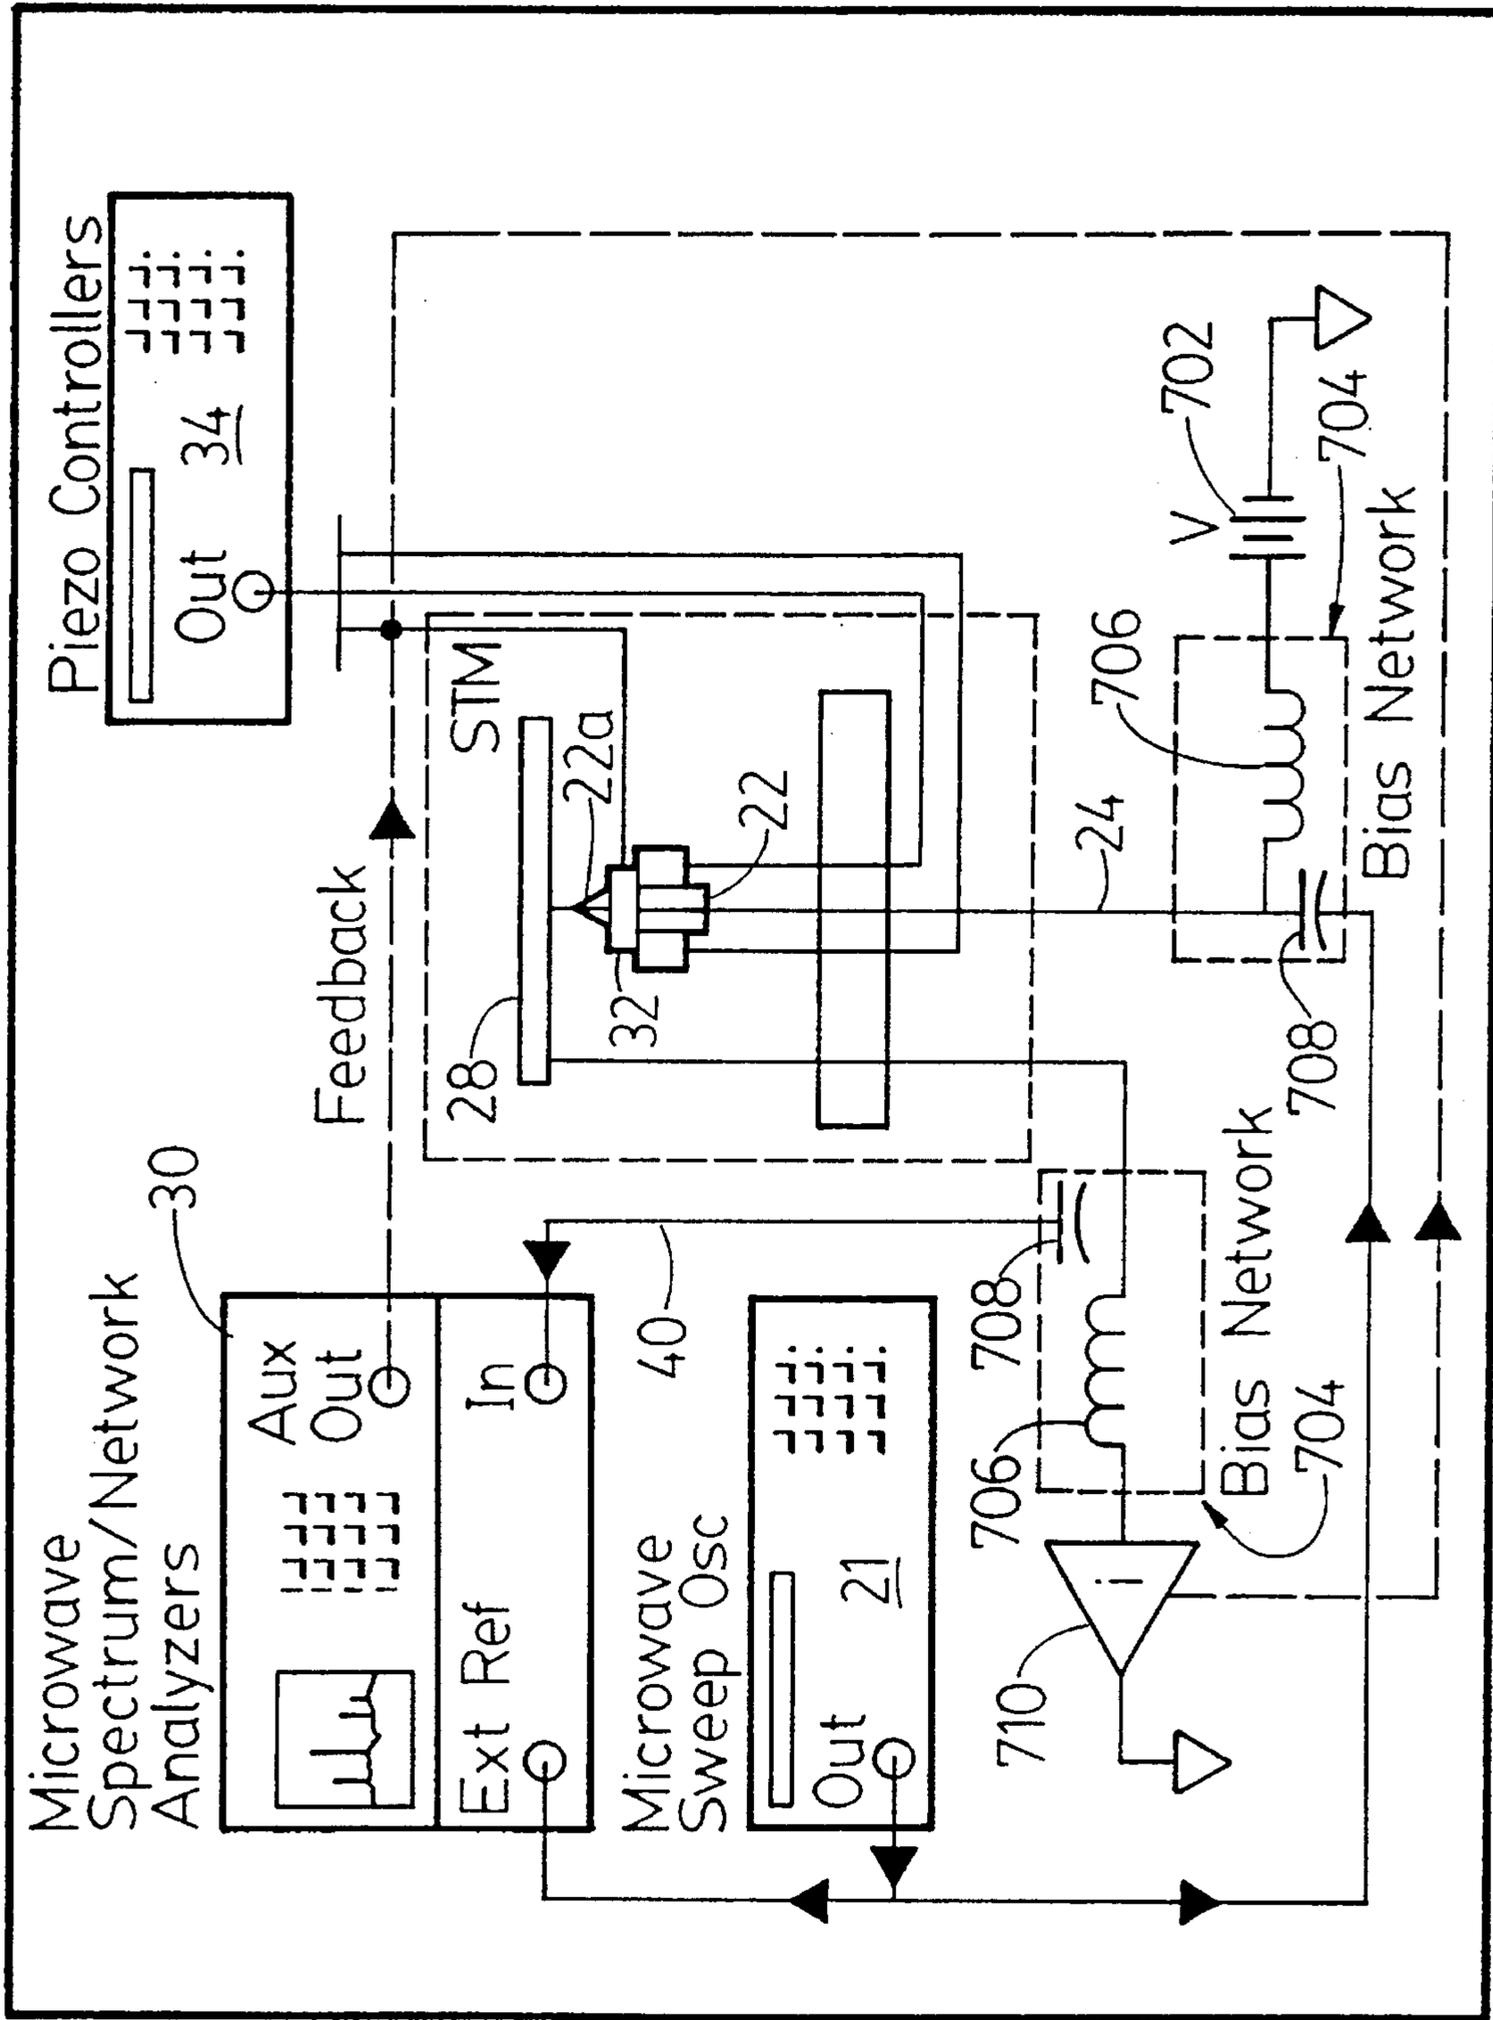 Microwave
Spectrum/Network
Analyzers
30
Aux
Out
Ext Ref
In
Feedback
Piezo Controllers
Out
34
STM
28
22a
32
22
24
40
Microwave
Sweep Osc
Out
21
710
i
706
708
Bias Network
704
708
706
V
702
704
Bias Network